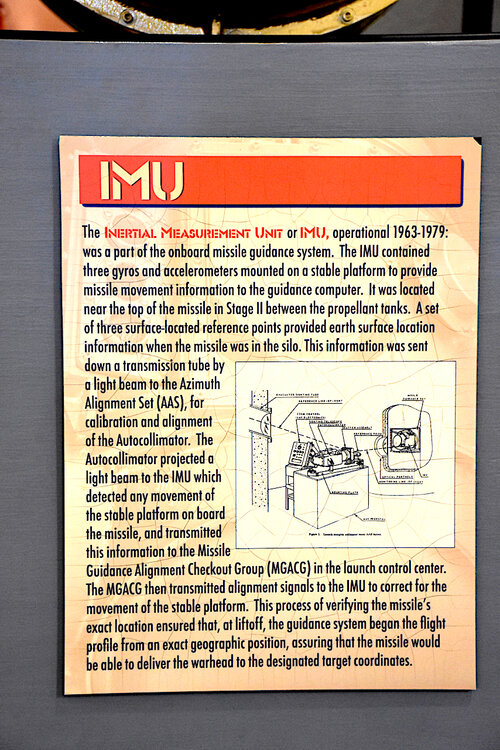 IMU
The INERTIAL MEASUREMENT UNIT or IMU, operational 1963-1979:
was a part of the onboard missile guidance system. The IMU contained
three gyros and accelerometers mounted on a stable platform to provide
missile movement information to the guidance computer. It was located
near the top of the missile in Stage II between the propellant tanks. A set
of three surface-located reference points provided earth surface location
information when the missile was in the silo. This information was sent
down a transmission tube by
a light beam to the Azimuth
Alignment Set (AAS), for
calibration and alignment
of the Autocollimator. The
Autocollimator projected a
light beam to the IMU which
detected any movement of
the stable platform on board
the missile, and transmitted
this information to the Missile
Guidance Alignment Checkout Group (MGACG) in the launch control center.
The MGACG then transmitted alignment signals to the IMU to correct for the
movement of the stable platform. This process of verifying the missile's
exact location ensured that, at liftoff, the guidance system began the flight
profile from an exact geographic position, assuring that the missile would
be able to deliver the warhead to the designated target coordinates.
SIGHTING TUBE
REFERENCE LINE-OF-SIGHT
MOUNTING PLATE